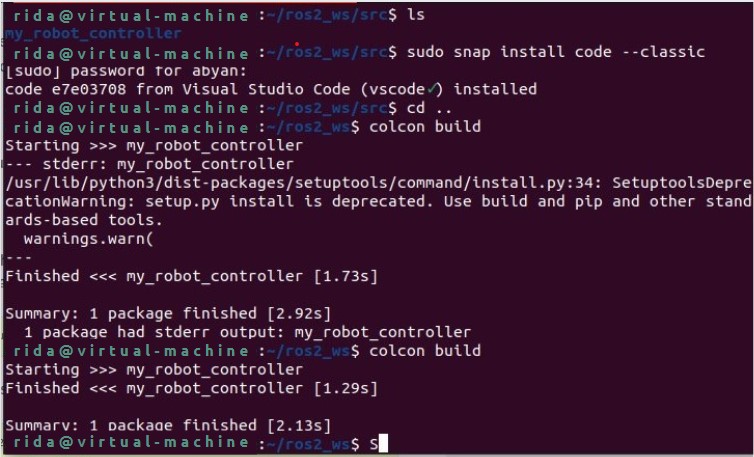 rida@virtual-machine :~/ros2_ws/src$ ls
my_robot_controller
rida@virtual-machine :~/ros2_ws/src$ sudo snap install code --classic
[sudo] password for abyan:
code e7e03708 from Visual Studio Code (vscode✓) installed
rida@virtual-machine :~/ros2_ws/src$ cd ..
rida@virtual-machine :~/ros2_ws$ colcon build
Starting >>> my_robot_controller
--- stderr: my_robot_controller
/usr/lib/python3/dist-packages/setuptools/command/install.py:34: SetuptoolsDepre
cationWarning: setup.py install is deprecated. Use build and pip and other stand
ards-based tools.
  warnings.warn(
---
Finished <<< my_robot_controller [1.73s]
Summary: 1 package finished [2.92s]
  1 package had stderr output: my_robot_controller
rida@virtual-machine :~/ros2_ws$ colcon build
Starting >>> my_robot_controller
Finished <<< my_robot_controller [1.29s]
Summary: 1 package finished [2.13s]
rida@virtual-machine :~/ros2_ws$ S